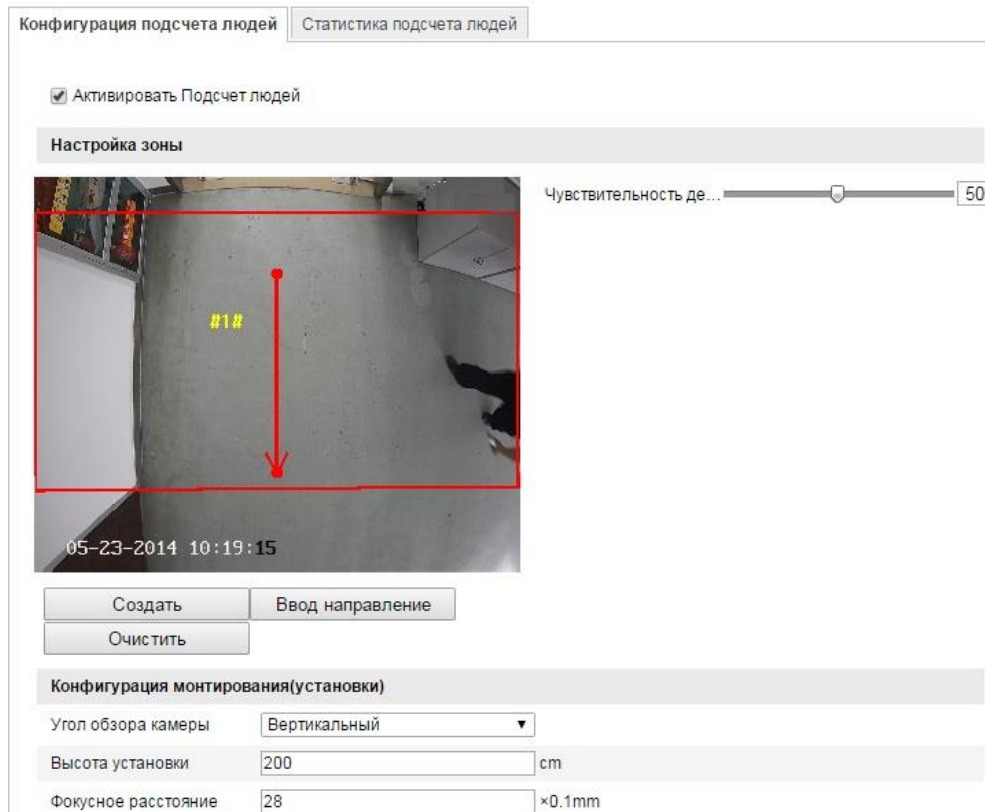 Конфигурация подсчета людей Статистика подсчета людей
Активировать Подсчет людей
Настройка зоны
Чувствительность де... 50
#1#
05-23-2014 10:19:15
Создать Ввод направление
Очистить
Конфигурация монтирования(установки)
Угол обзора камеры Вертикальный
Высота установки 200 cm
Фокусное расстояние 28 ×0.1mm